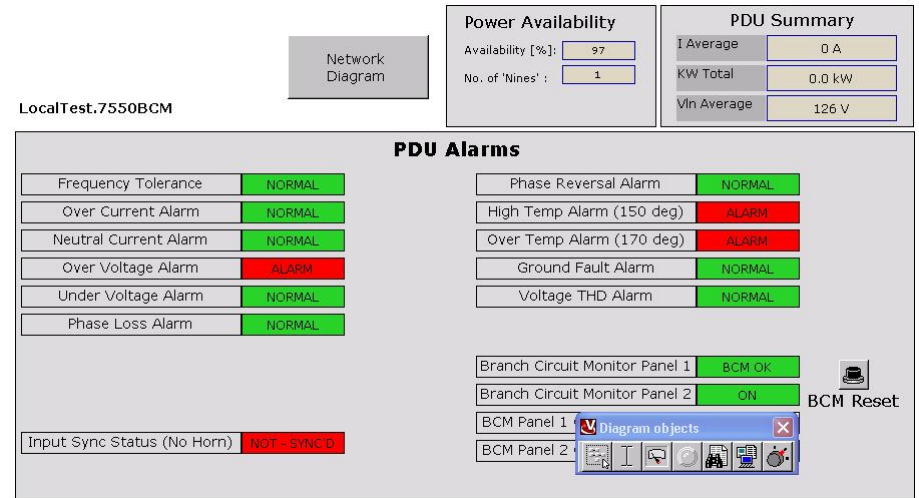 Power Availability
Availability [%]: 97
No. of 'Nines' : 1
PDU Summary
I Average 0 A
KW Total 0.0 kW
Vln Average 126 V
Network
Diagram
LocalTest.7550BCM
PDU Alarms
Frequency Tolerance NORMAL
Over Current Alarm NORMAL
Neutral Current Alarm NORMAL
Over Voltage Alarm ALARM
Under Voltage Alarm NORMAL
Phase Loss Alarm NORMAL
Input Sync Status (No Horn) NOT - SYNC'D
Phase Reversal Alarm NORMAL
High Temp Alarm (150 deg) ALARM
Over Temp Alarm (170 deg) ALARM
Ground Fault Alarm NORMAL
Voltage THD Alarm NORMAL
Branch Circuit Monitor Panel 1 BCM OK
Branch Circuit Monitor Panel 2 ON
BCM Panel 1
BCM Panel 2
BCM Reset
Diagram objects